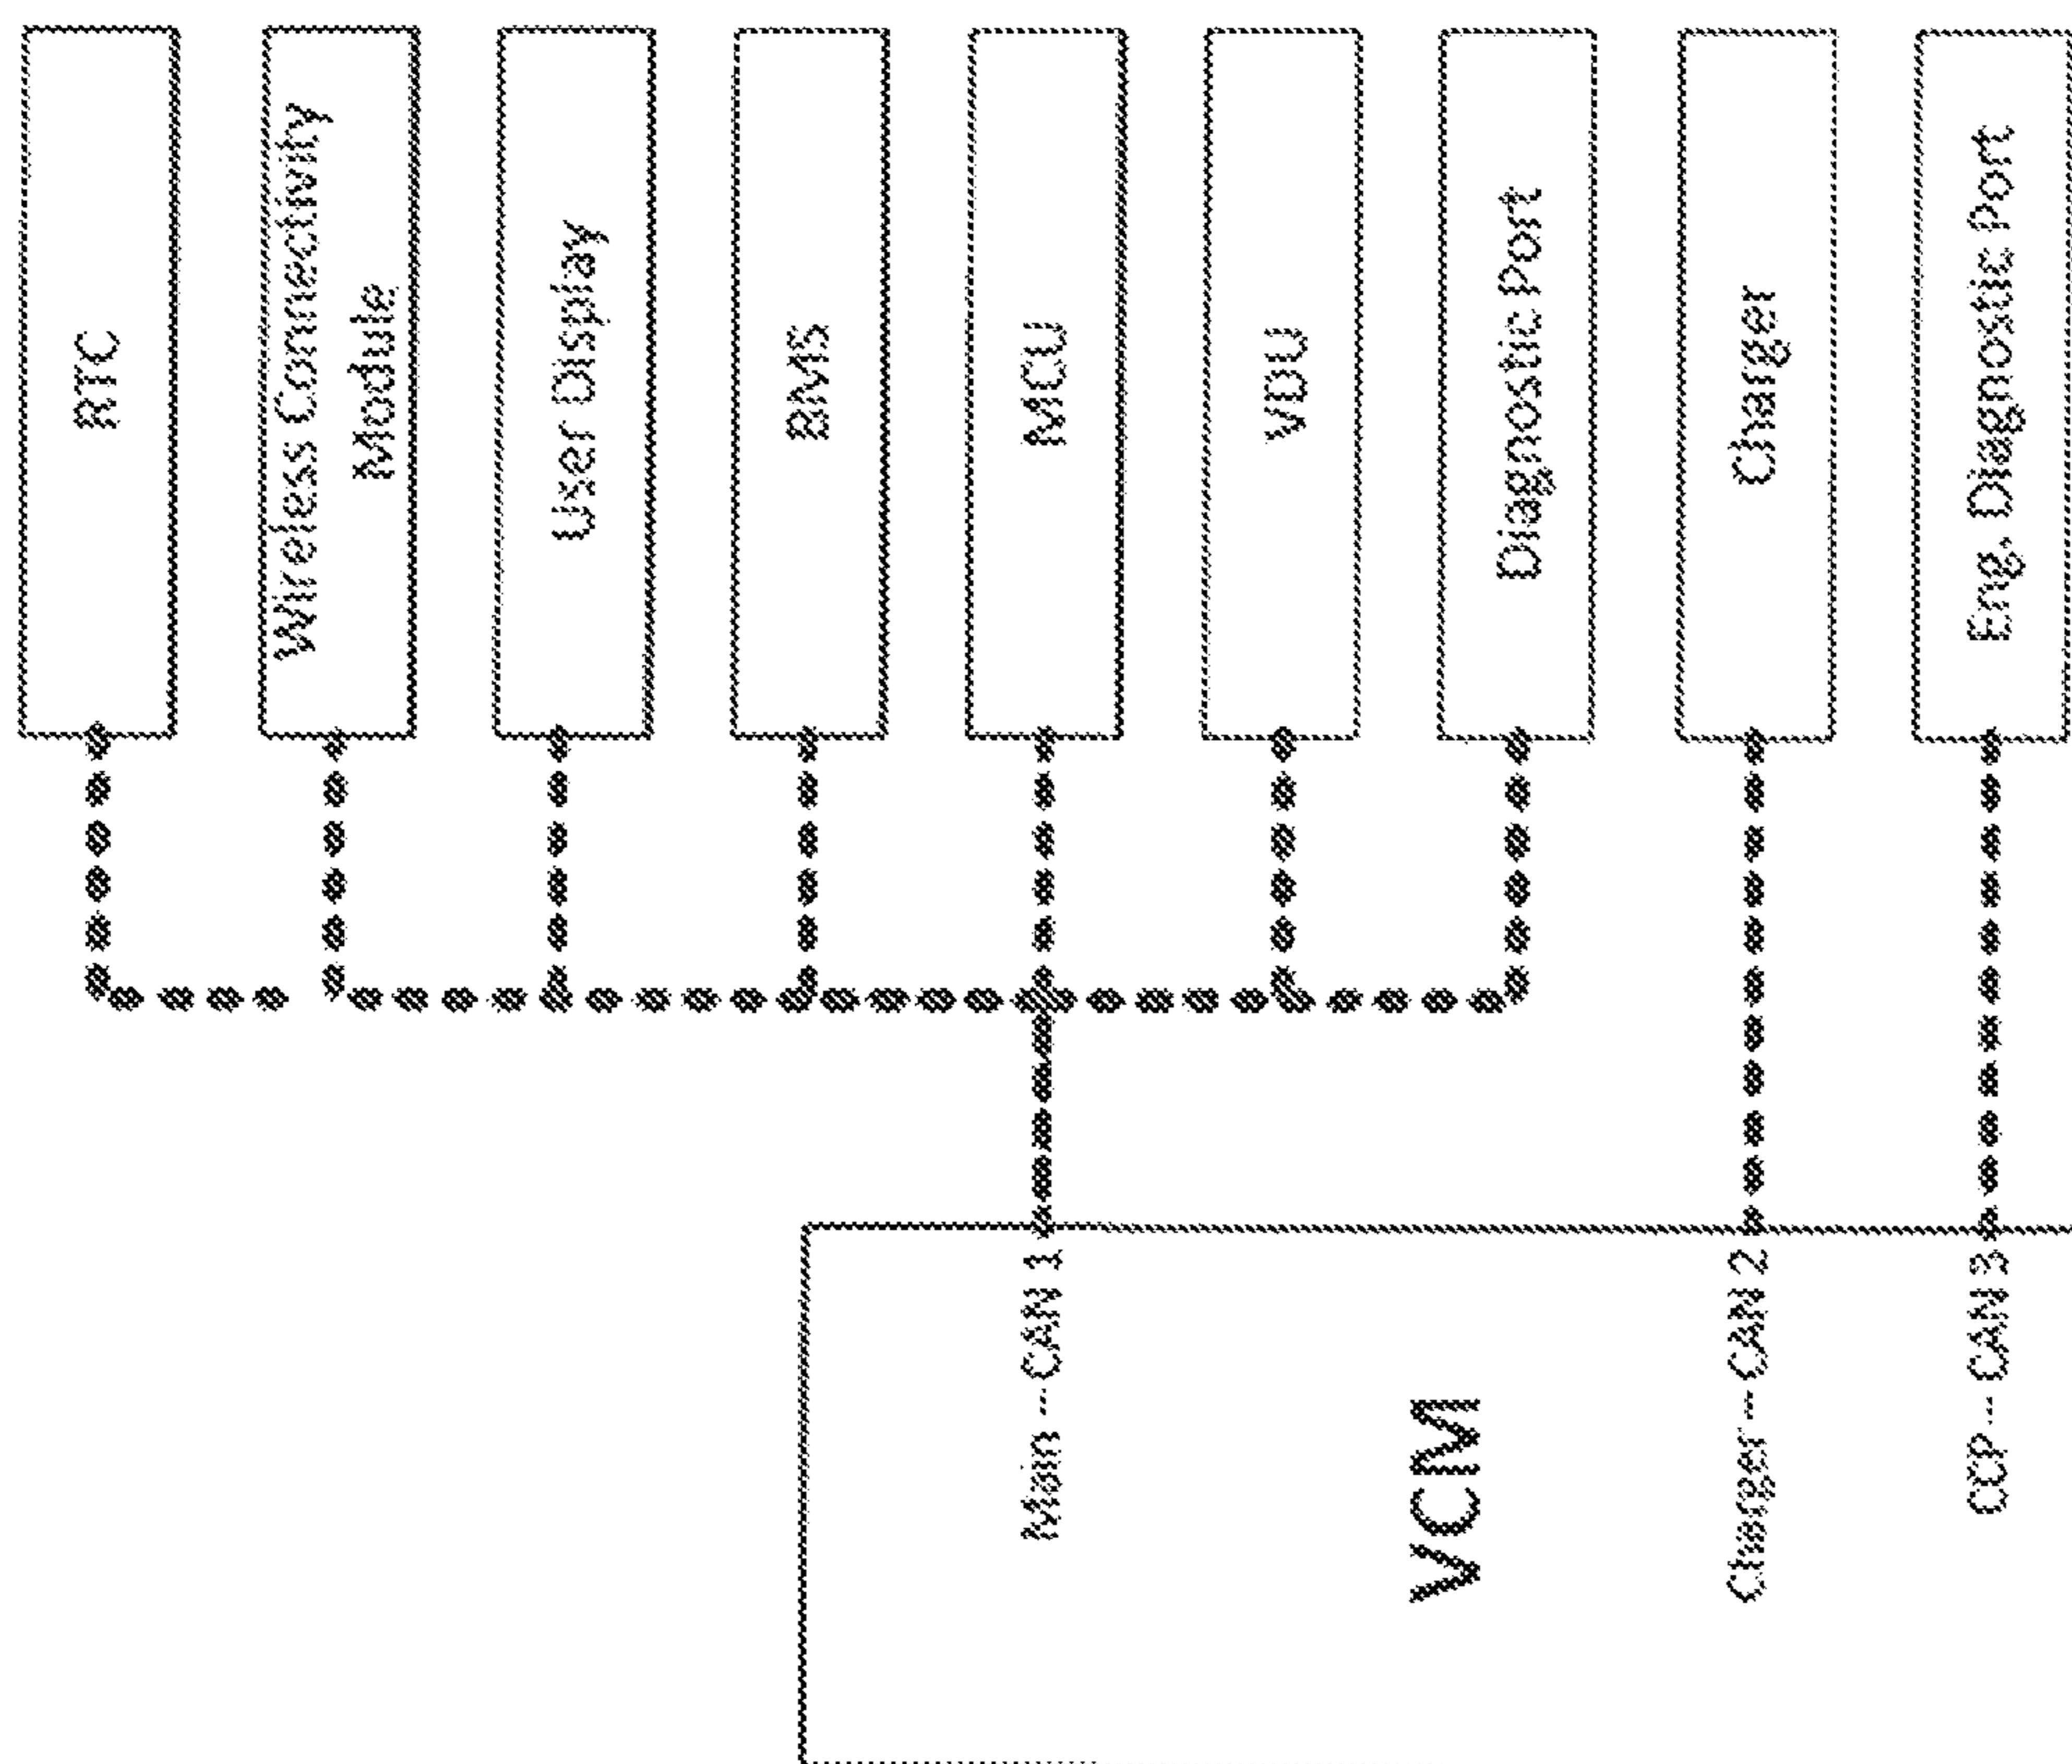 RTC
Wireless Connectivity
Module
User Display
BMS
MCU
VDU
Diagnostic Port
Charger
Eng. Diagnostic Port
Main -- CAN 1
VCM
Charger -- CAN 2
CCP -- CAN 3